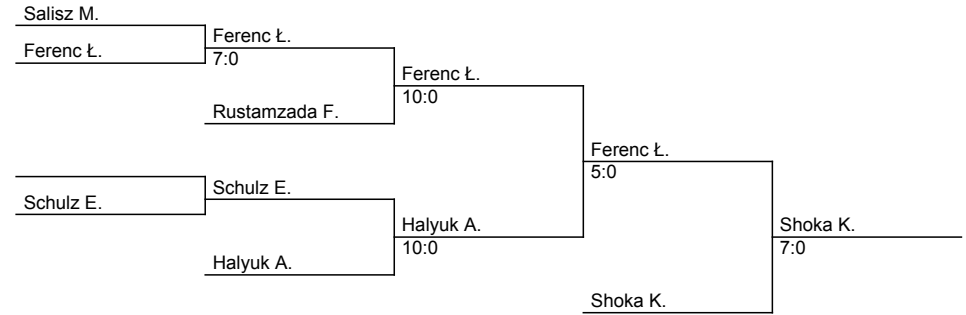 Salisz M.
Ferenc Ł.
Ferenc Ł.
7:0
Rustamzada F.
Ferenc Ł.
10:0
Schulz E.
Schulz E.
Halyuk A.
Halyuk A.
10:0
Ferenc Ł.
5:0
Shoka K.
Shoka K.
7:0